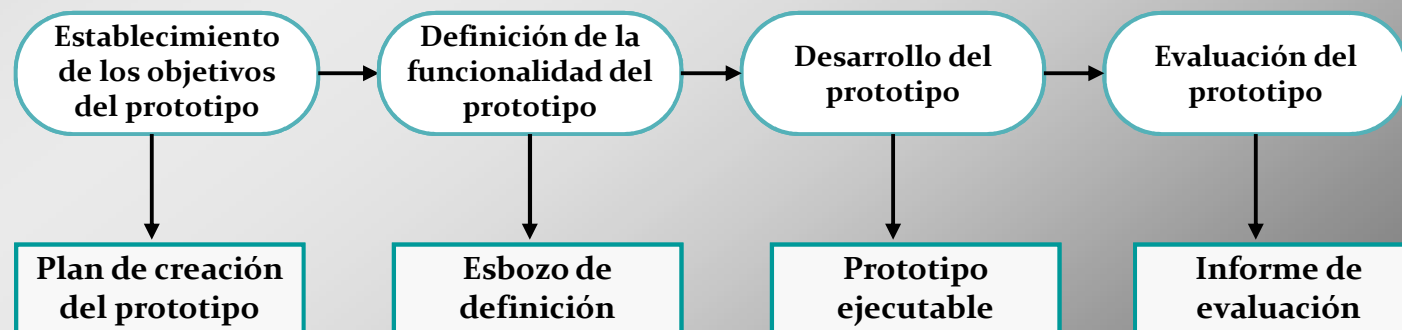 Establecimiento
de los objetivos
del prototipo
Definición de la
funcionalidad del
prototipo
Desarrollo del
prototipo
Evaluación del
prototipo
Plan de creación
del prototipo
Esbozo de
definición
Prototipo
ejecutable
Informe de
evaluación